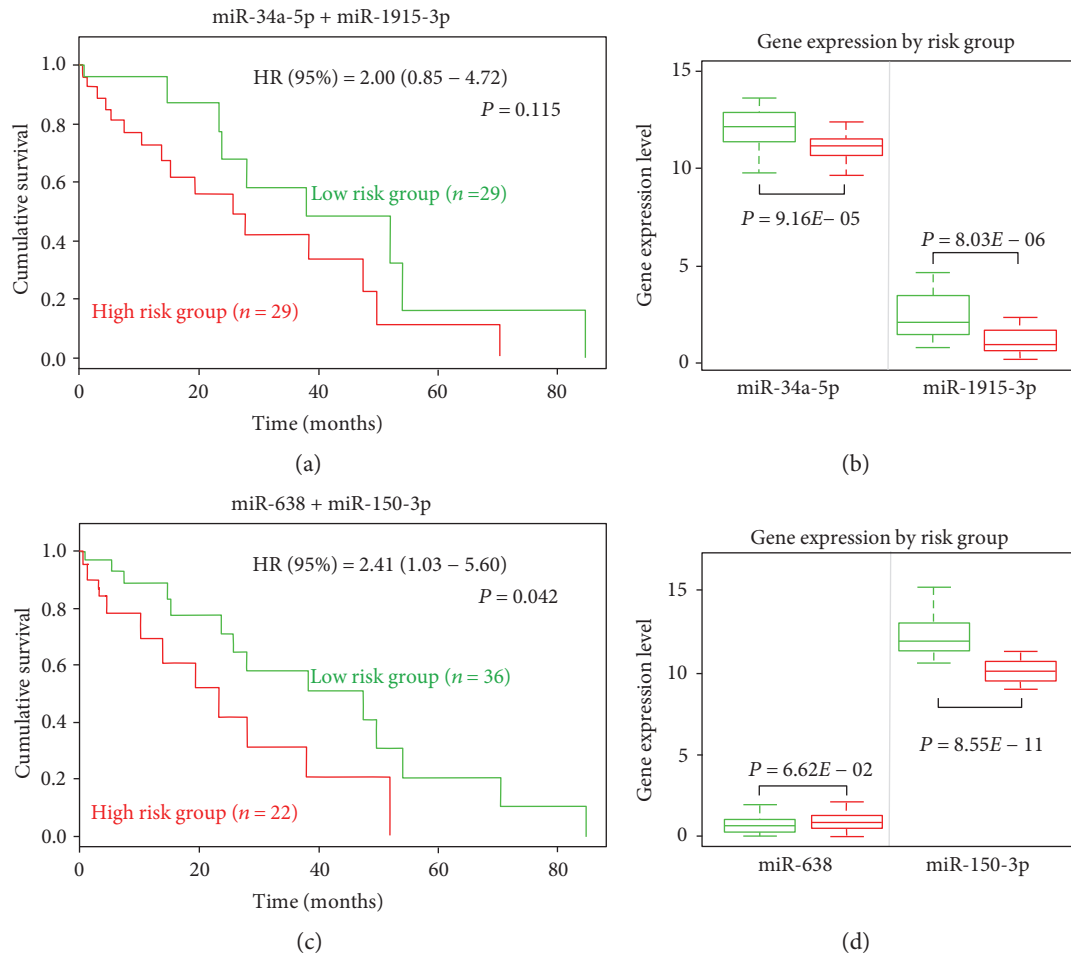 miR-34a-5p + miR-1915-3p
1.0
0.8
0.6
0.4
0.2
0.0
Cumulative survival
HR (95%) = 2.00 (0.85 – 4.72)
P = 0.115
Low risk group (n =29)
High risk group (n = 29)
0 20 40 60 80
Time (months)
(a)
Gene expression by risk group
15
10
5
0
Gene expression level
P = 9.16E– 05
P = 8.03E – 06
miR-34a-5p miR-1915-3p
(b)
miR-638 + miR-150-3p
1.0
0.8
0.6
0.4
0.2
0.0
Cumulative survival
HR (95%) = 2.41 (1.03 – 5.60)
P = 0.042
Low risk group (n = 36)
High risk group (n = 22)
0 20 40 60 80
Time (months)
(c)
Gene expression by risk group
15
10
5
0
Gene expression level
P = 6.62E – 02
P = 8.55E – 11
miR-638 miR-150-3p
(d)